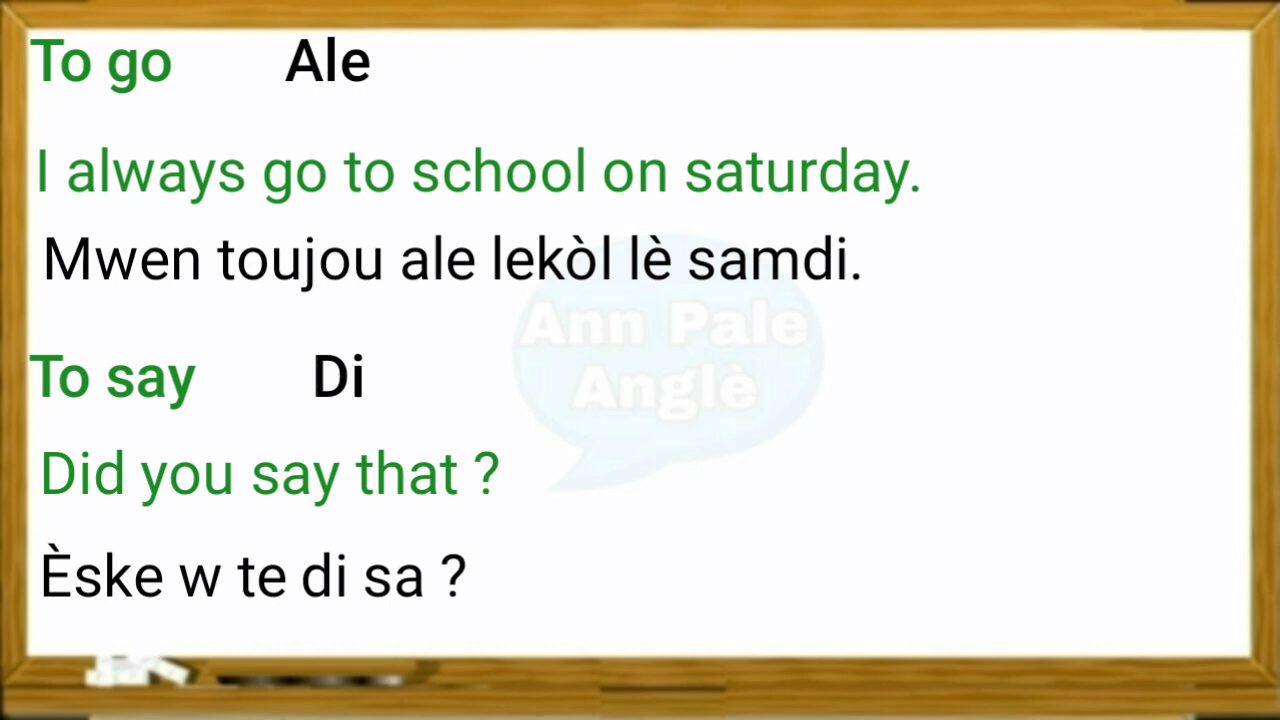 To go Ale
I always go to school on saturday.
Mwen toujou ale lekòl lè samdi.
Ann Pale
Anglè
To say Di
Did you say that ?
Èske w te di sa ?